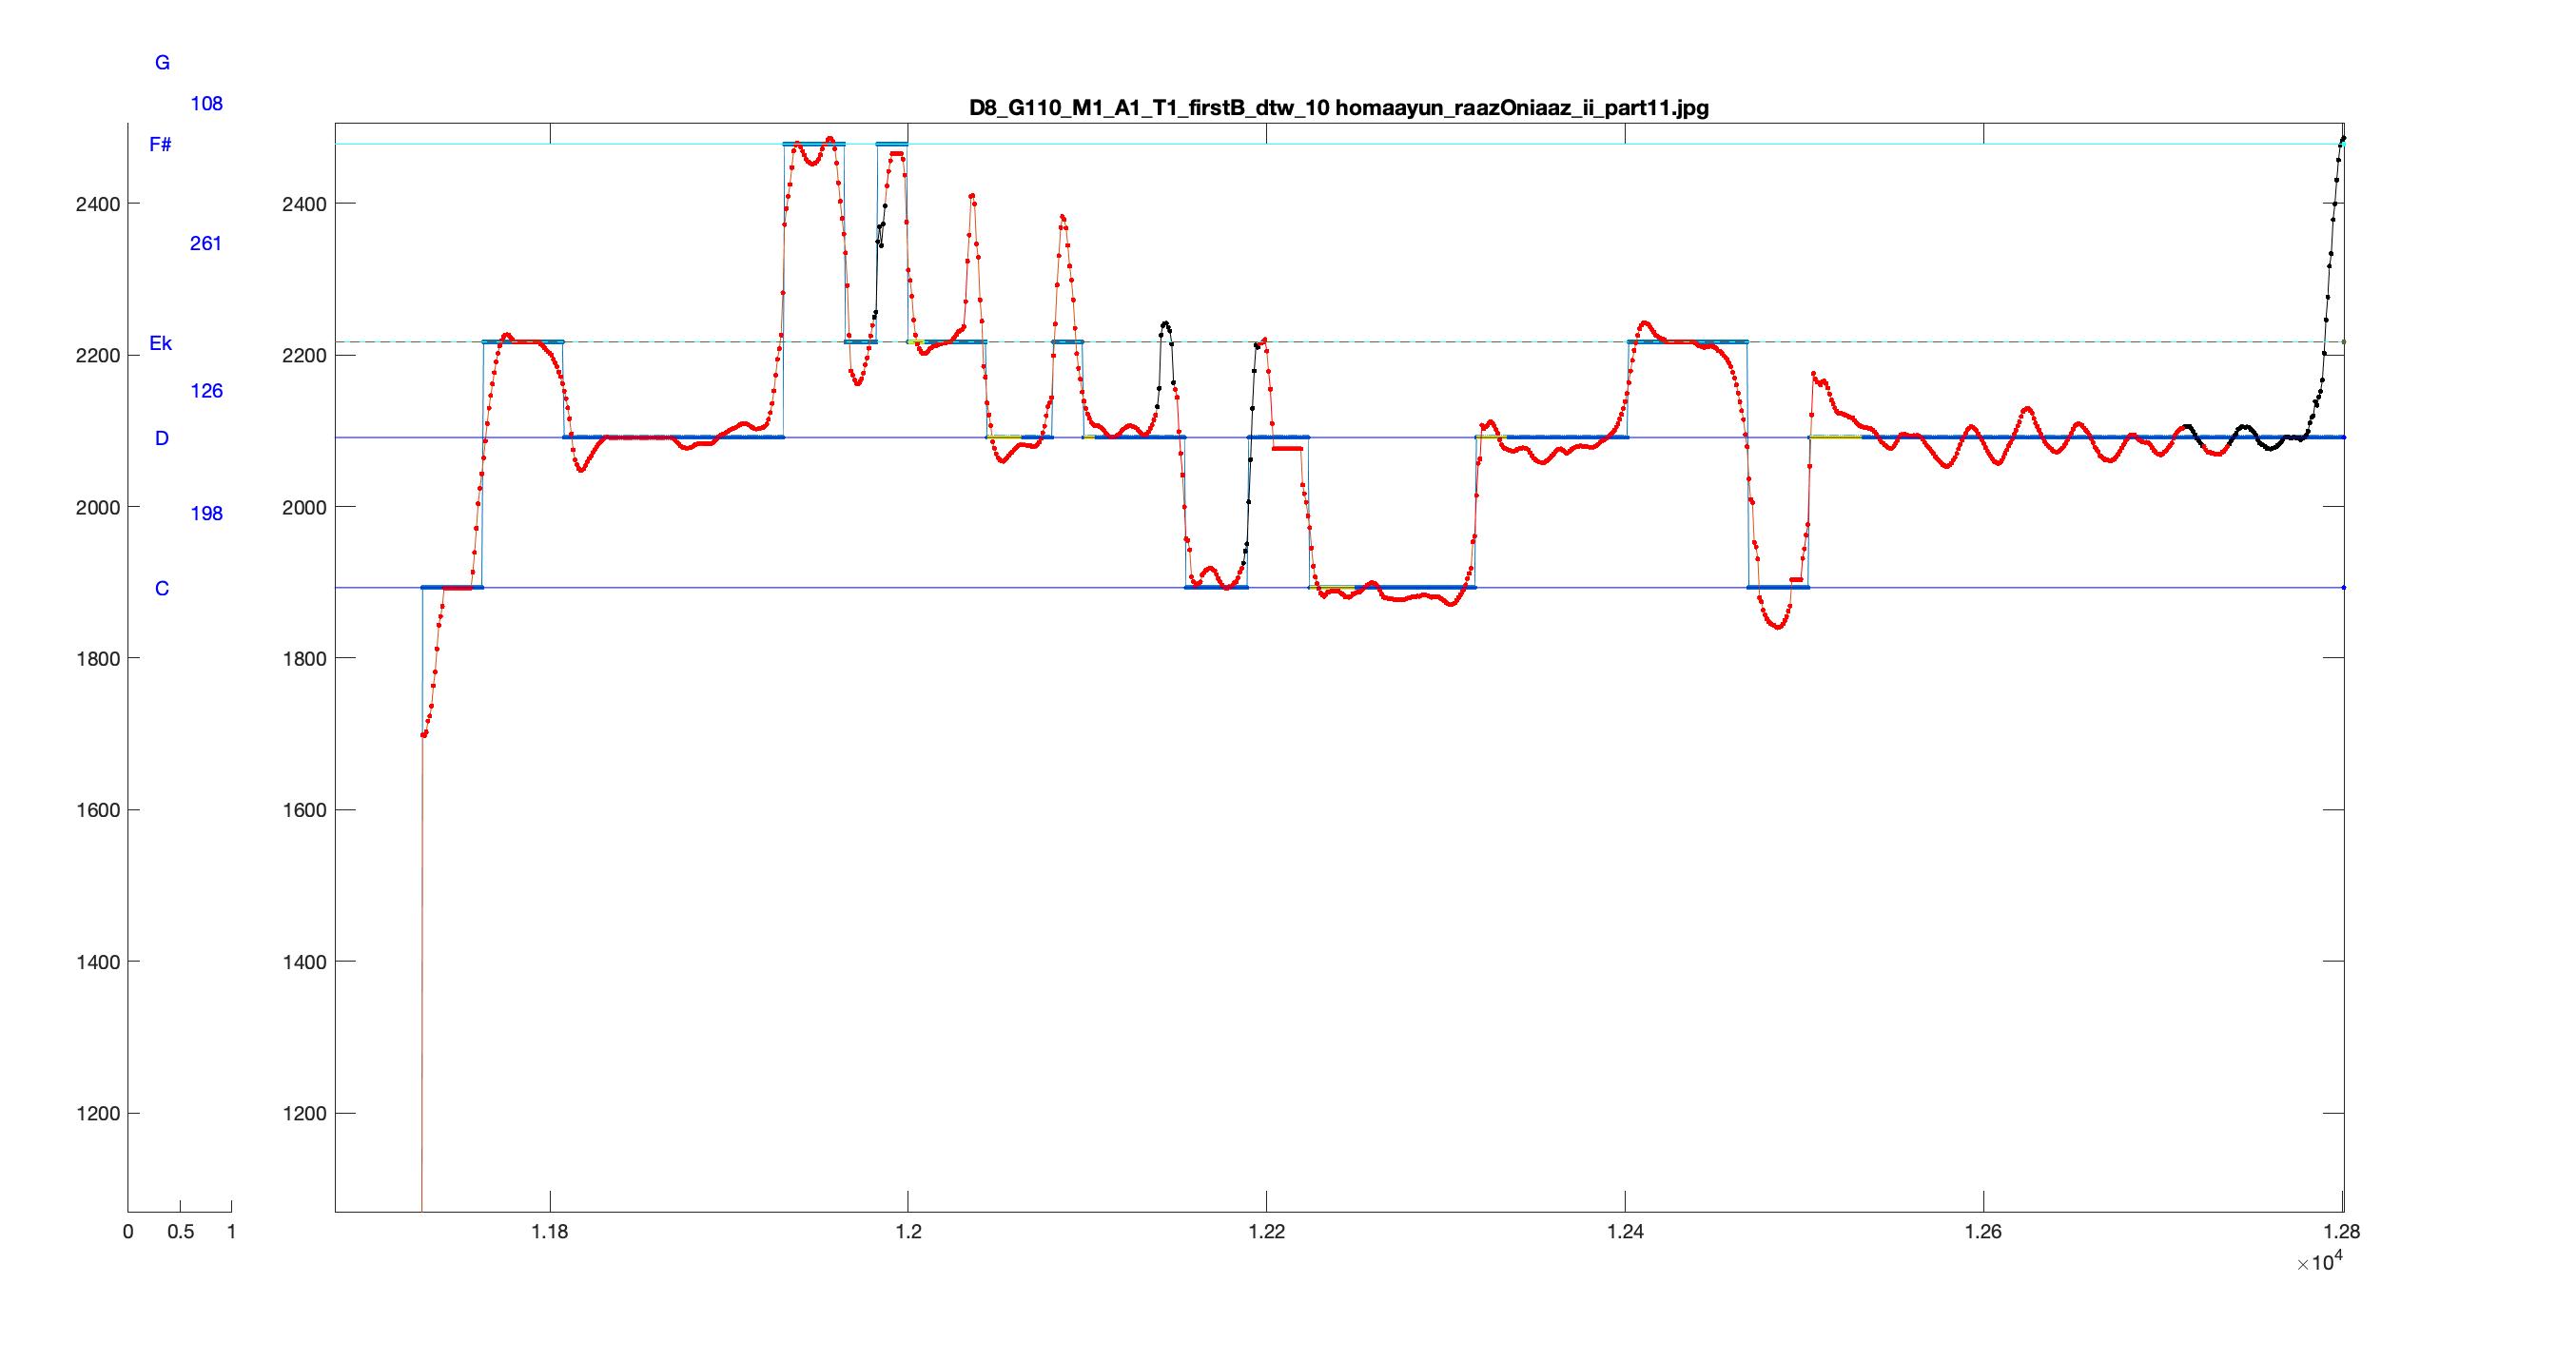 G
108
D8_G110_M1_A1_T1_firstB_dtw_10 homaayun_raazOniaaz_ii_part11.jpg
F#
2400 2400
261
Ek
2200 2200
126
D
2000 2000
198
C
1800 1800
1600 1600
1400 1400
1200 1200
0 0.5 1 1.18 1.2 1.22 1.24 1.26 1.28
×10⁴